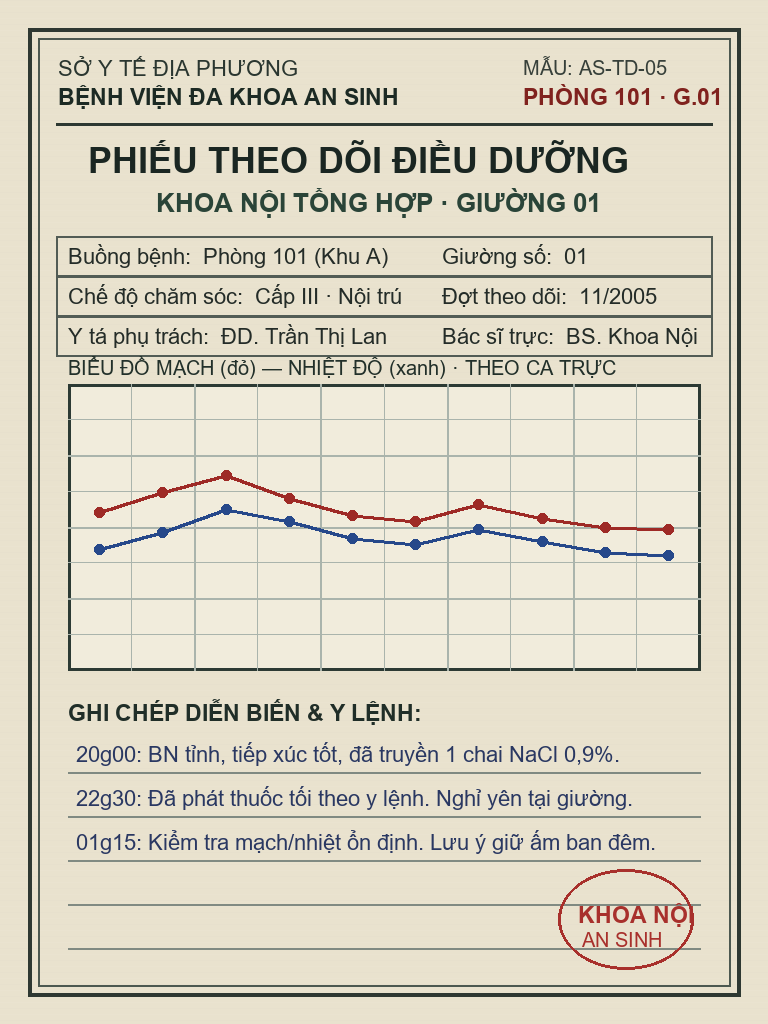 SỞ Y TẾ ĐỊA PHƯƠNG
MẪU: AS-TD-05
BỆNH VIỆN ĐA KHOA AN SINH
PHÒNG 101 · G.01
PHIẾU THEO DÕI ĐIỀU DƯỠNG
KHOA NỘI TỔNG HỢP · GIƯỜNG 01
Buồng bệnh: Phòng 101 (Khu A)
Giường số: 01
Chế độ chăm sóc: Cấp III · Nội trú
Đợt theo dõi: 11/2005
Y tá phụ trách: ĐD. Trần Thị Lan
Bác sĩ trực: BS. Khoa Nội
BIỂU ĐỒ MẠCH (đỏ) — NHIỆT ĐỘ (xanh) · THEO CA TRỰC
GHI CHÉP DIỄN BIẾN & Y LỆNH:
20g00: BN tỉnh, tiếp xúc tốt, đã truyền 1 chai NaCl 0,9%.
22g30: Đã phát thuốc tối theo y lệnh. Nghỉ yên tại giường.
01g15: Kiểm tra mạch/nhiệt ổn định. Lưu ý giữ ấm ban đêm.
KHOA NỘI
AN SINH